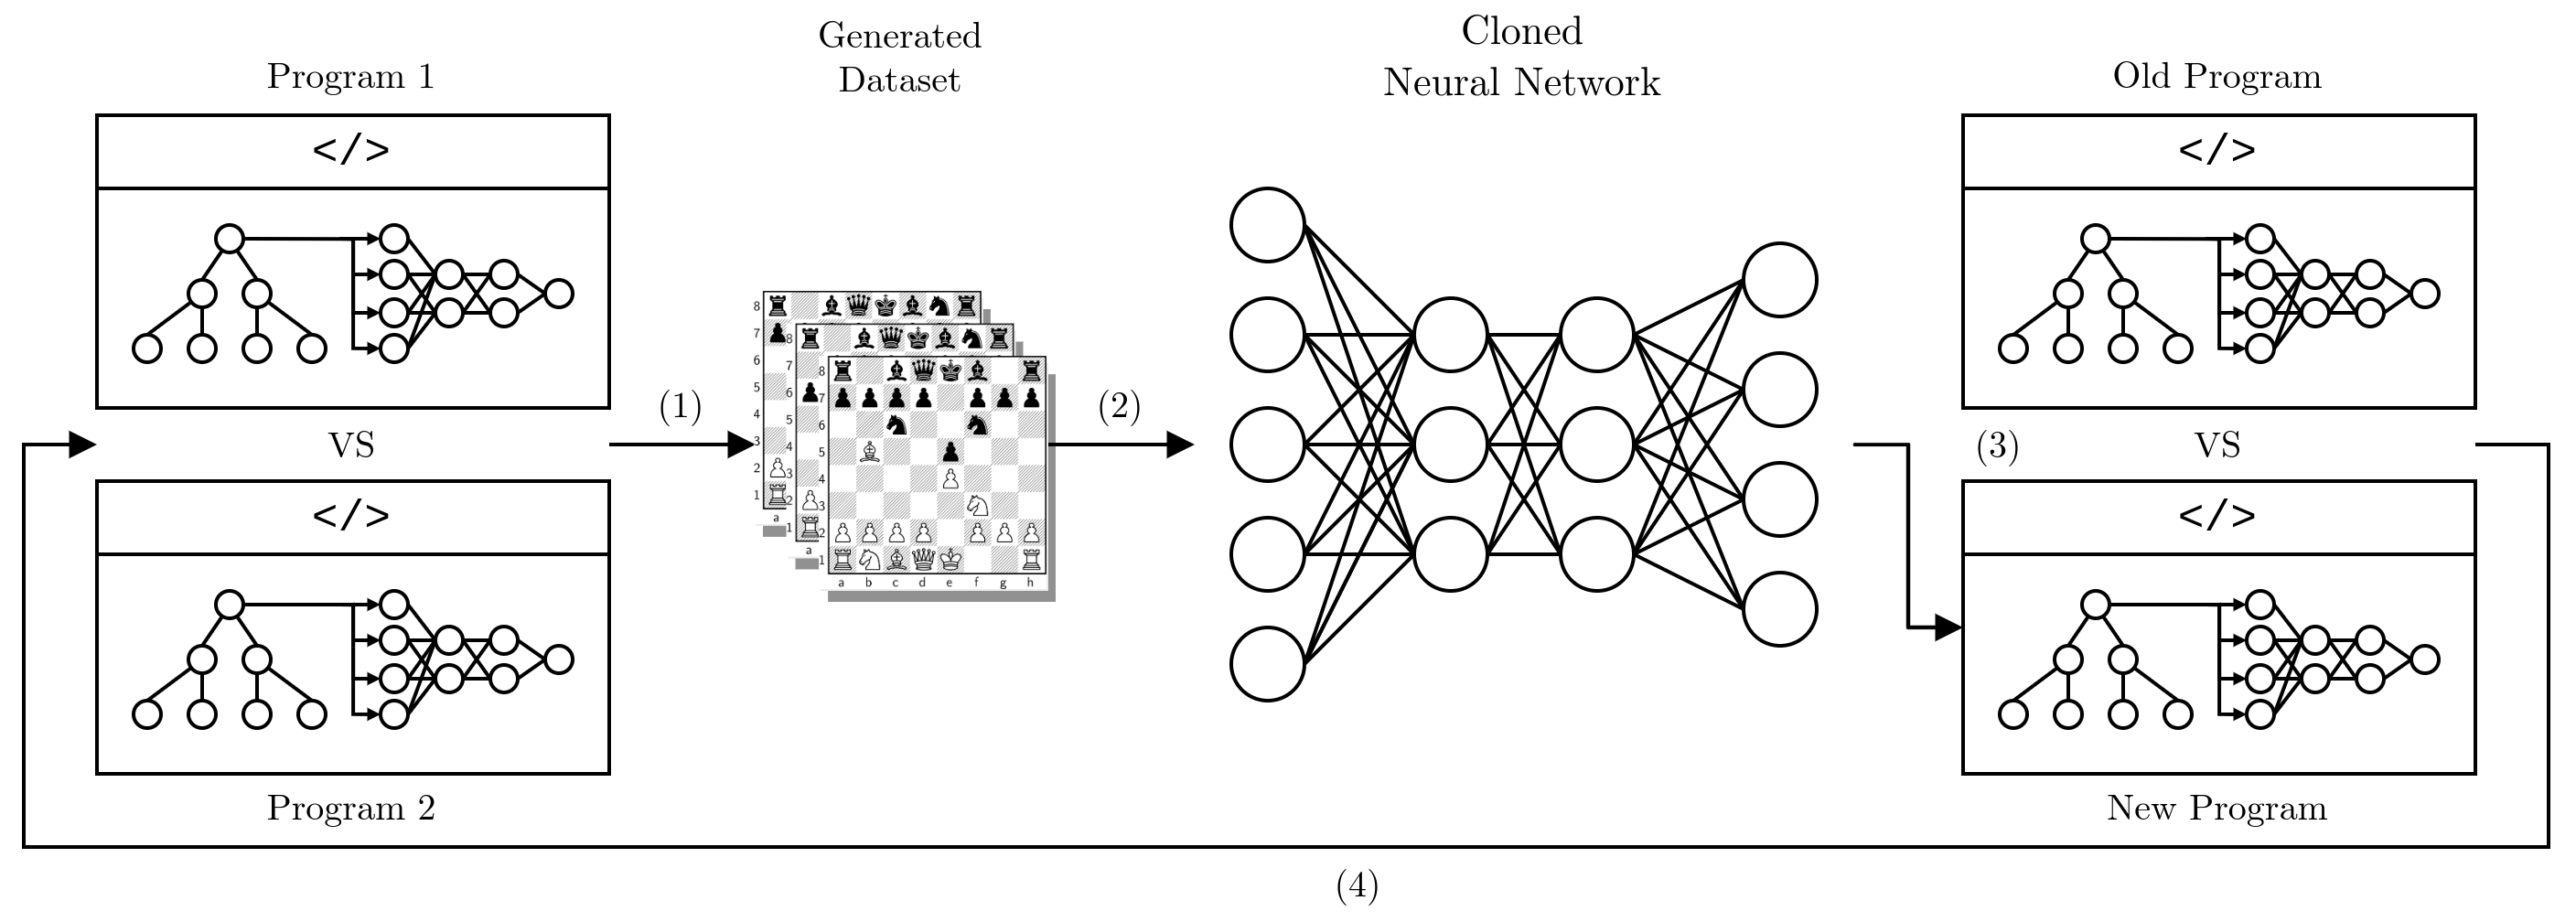 Program 1
</>
VS
</>
Program 2
(1)
Generated
Dataset
8
7
6
5
4
3
2
1
a
8
7
6
5
4
3
2
1
a
8
7
6
5
4
3
2
1
a b c d e f g h
(2)
Cloned
Neural Network
(3)
Old Program
</>
VS
</>
New Program
(4)